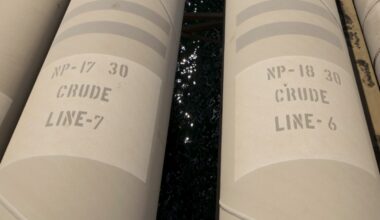 NP-17 30
CRUDE
LINE-7
NP-18 30
CRUDE
LINE-6